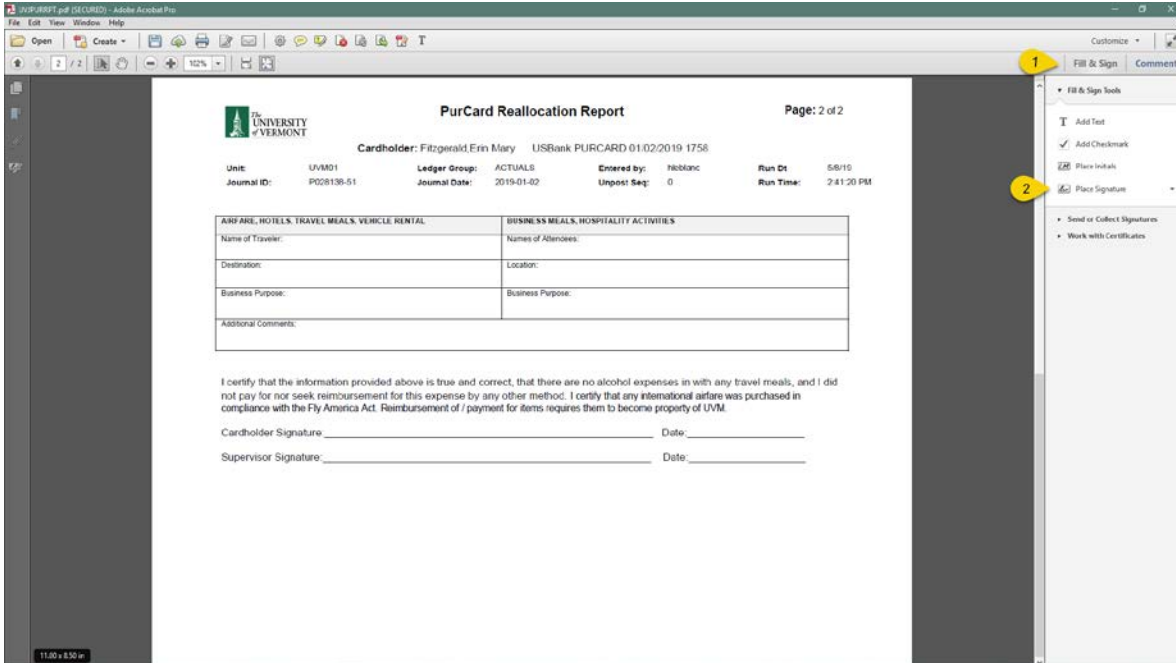 UVJPURRPT.pdf (SECURED) - Adobe Acrobat Pro
File Edit View Window Help
Open Create Customize
2 / 2 102% 1 Fill & Sign Comment
The UNIVERSITY of VERMONT
PurCard Reallocation Report Page: 2 of 2
Cardholder: Fitzgerald,Erin Mary USBank PURCARD 01/02/2019 1758
Unit: UVM01 Ledger Group: ACTUALS Entered by: Run Dt 5/8/19
Journal ID: P028138-51 Journal Date: 2019-01-02 Unpost Seq: 0 Run Time: 2:41:20 PM
AIRFARE, HOTELS, TRAVEL MEALS, VEHICLE RENTAL BUSINESS MEALS, HOSPITALITY ACTIVITIES
Name of Traveler: Names of Attendees:
Destination: Location:
Business Purpose: Business Purpose:
Additional Comments:
I certify that the information provided above is true and correct, that there are no alcohol expenses in with any travel meals, and I did
not pay for nor seek reimbursement for this expense by any other method. I certify that any international airfare was purchased in
compliance with the Fly America Act. Reimbursement of / payment for items requires them to become property of UVM.
Cardholder Signature: Date:
Supervisor Signature: Date:
Fill & Sign Tools
T Add Text
Add Checkmark
Place Initials
2 Place Signature
Send or Collect Signatures
Work with Certificates
11.00 x 8.50 in